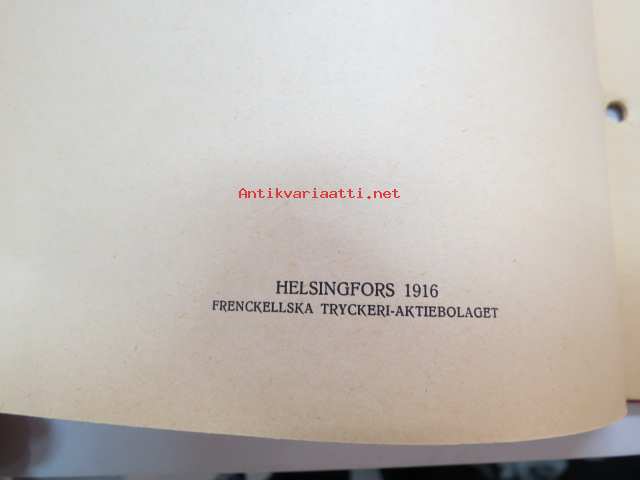 Antikvariaatti.net
HELSINGFORS 1916
FRENCKELLSKA TRYCKERI-AKTIEBOLAGET